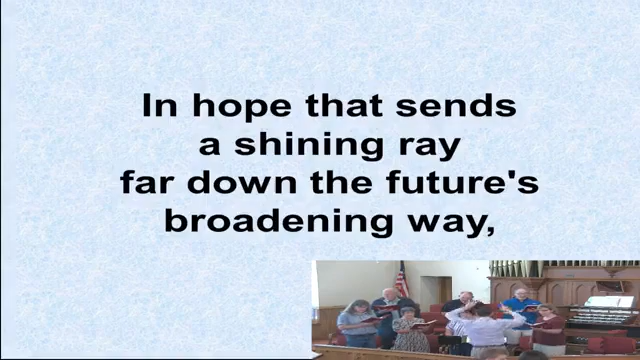 In hope that sends
a shining ray
far down the future's
broadening way,